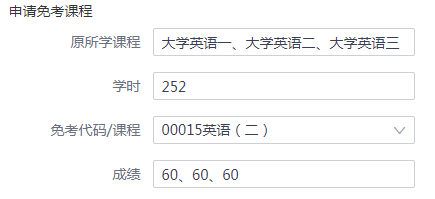 申请免考课程
原所学课程 大学英语一、大学英语二、大学英语三
学时 252
免考代码/课程 00015英语（二）
成绩 60、60、60